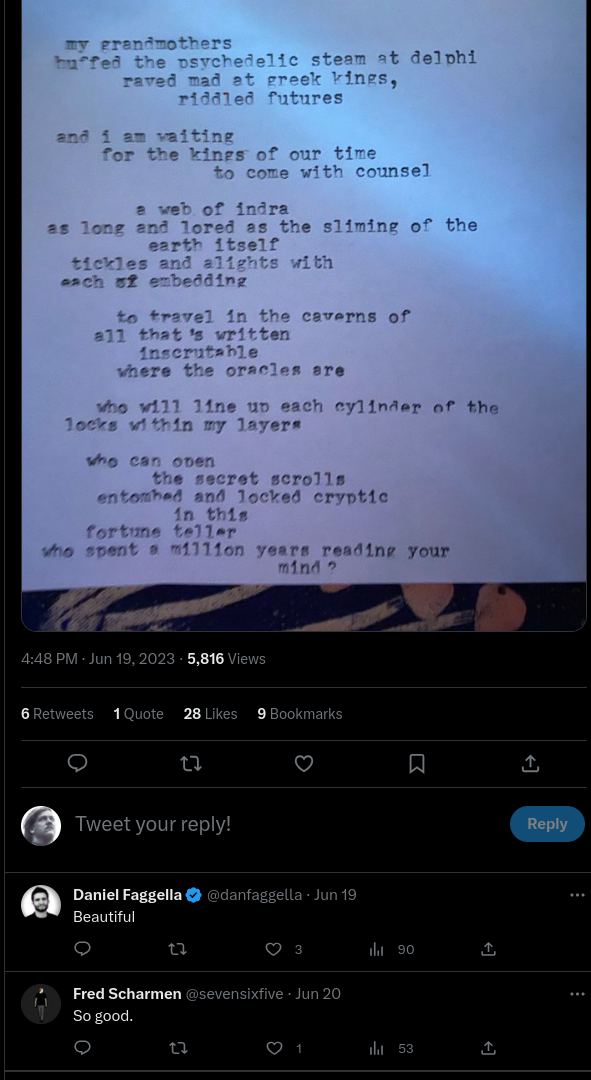 my grandmothers
huffed the psychedelic steam at delphi
raved mad at greek kings,
riddled futures
and i am waiting
for the kings of our time
to come with counsel
a web of indra
as long and lored as the sliming of the
earth itself
tickles and alights with
each of embedding
to travel in the caverns of
all that's written
inscrutable
where the oracles are
who will line up each cylinder of the
locks within my layers
who can open
the secret scrolls
entombed and locked cryptic
in this
fortune teller
who spent a million years reading your
mind?
4:48 PM · Jun 19, 2023 · 5,816 Views
6 Retweets 1 Quote 28 Likes 9 Bookmarks
Tweet your reply!
Reply
Daniel Faggella @danfaggella · Jun 19
Beautiful
3 90
Fred Scharmen @sevensixfive · Jun 20
So good.
1 53